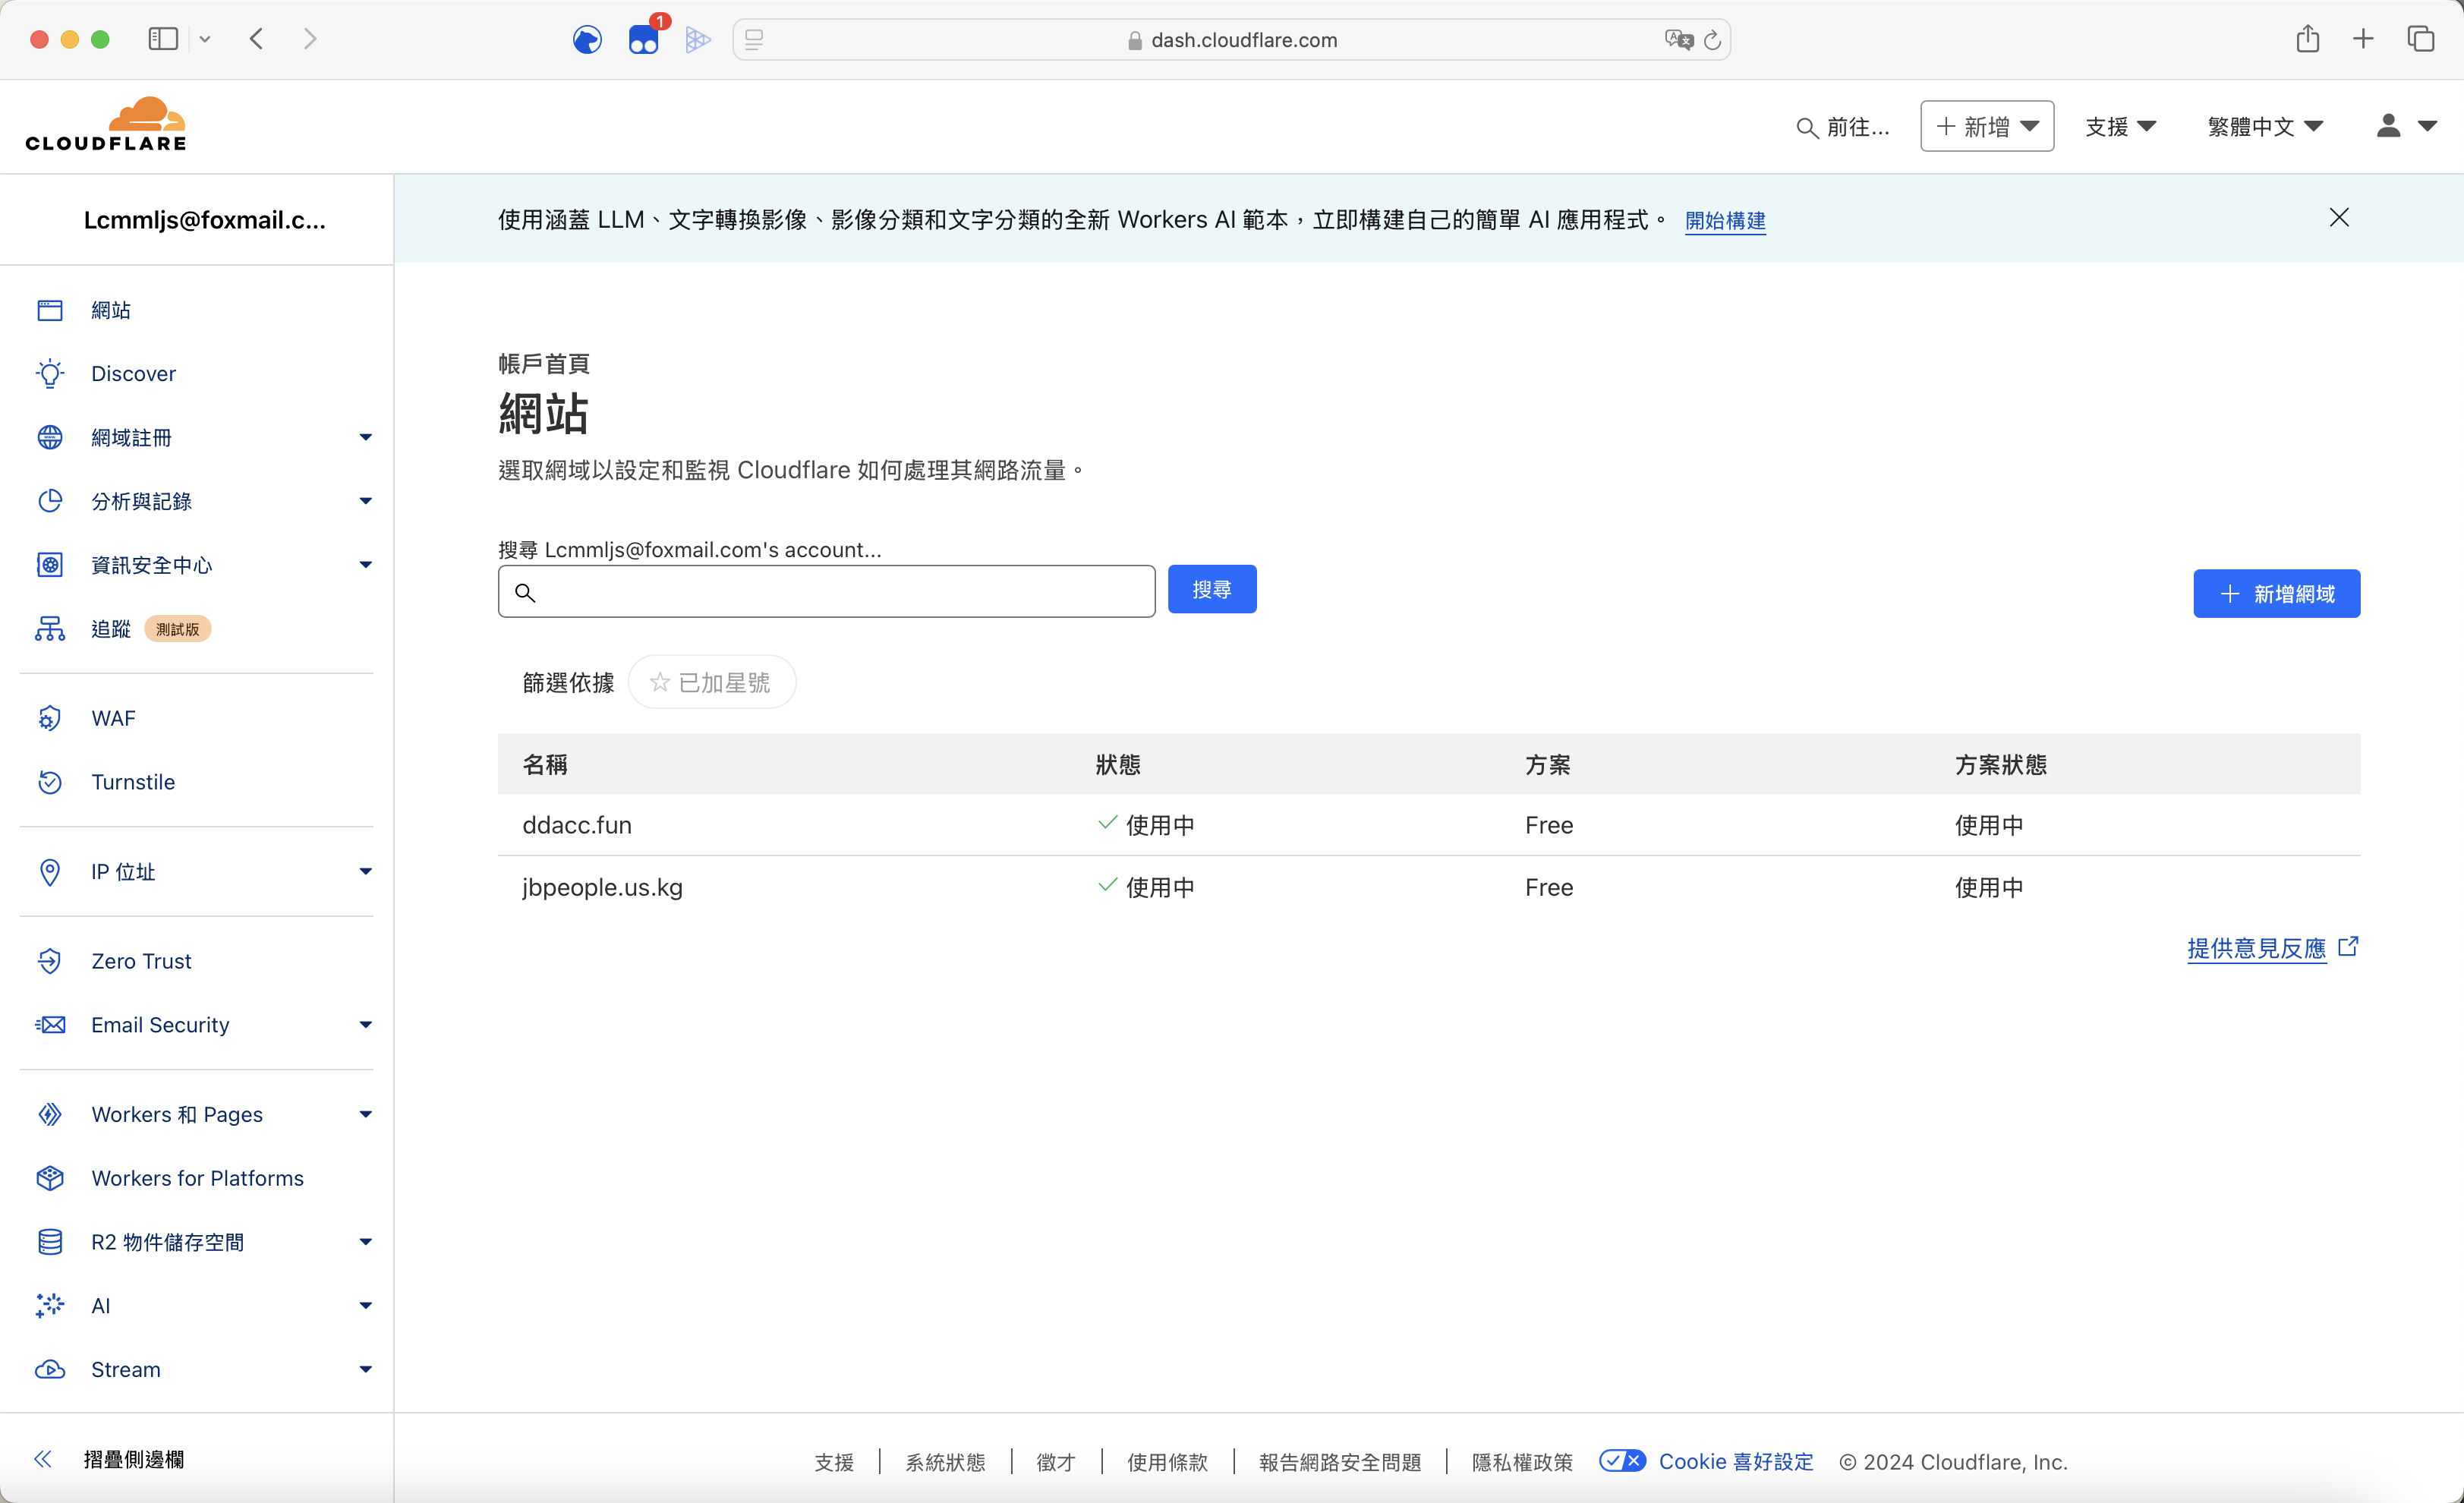 1
dash.cloudflare.com
CLOUDFLARE
前往...
新增
支援
繁體中文
Lcmmljs@foxmail.c...
使用涵蓋 LLM、文字轉換影像、影像分類和文字分類的全新 Workers AI 範本，立即構建自己的簡單 AI 應用程式。 開始構建
網站
Discover
網域註冊
分析與記錄
資訊安全中心
追蹤 測試版
WAF
Turnstile
IP 位址
Zero Trust
Email Security
Workers 和 Pages
Workers for Platforms
R2 物件儲存空間
AI
Stream
摺疊側邊欄
帳戶首頁
網站
選取網域以設定和監視 Cloudflare 如何處理其網路流量。
搜尋 Lcmmljs@foxmail.com's account...
搜尋
新增網域
篩選依據 已加星號
名稱 狀態 方案 方案狀態
ddacc.fun 使用中 Free 使用中
jbpeople.us.kg 使用中 Free 使用中
提供意見反應
支援 系統狀態 徵才 使用條款 報告網路安全問題 隱私權政策 Cookie 喜好設定 © 2024 Cloudflare, Inc.